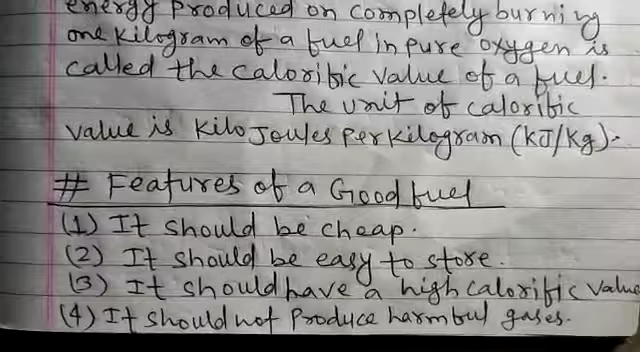 energy produced on completely burning
one kilogram of a fuel in pure oxygen is
called the calorific value of a fuel.
The unit of calorific
value is Kilo Joules Per Kilogram (KJ/Kg).
# Features of a Good fuel
(1) It should be cheap.
(2) It should be easy to store.
(3) It should have a high calorific value
(4) It should not Produce harmful gases.